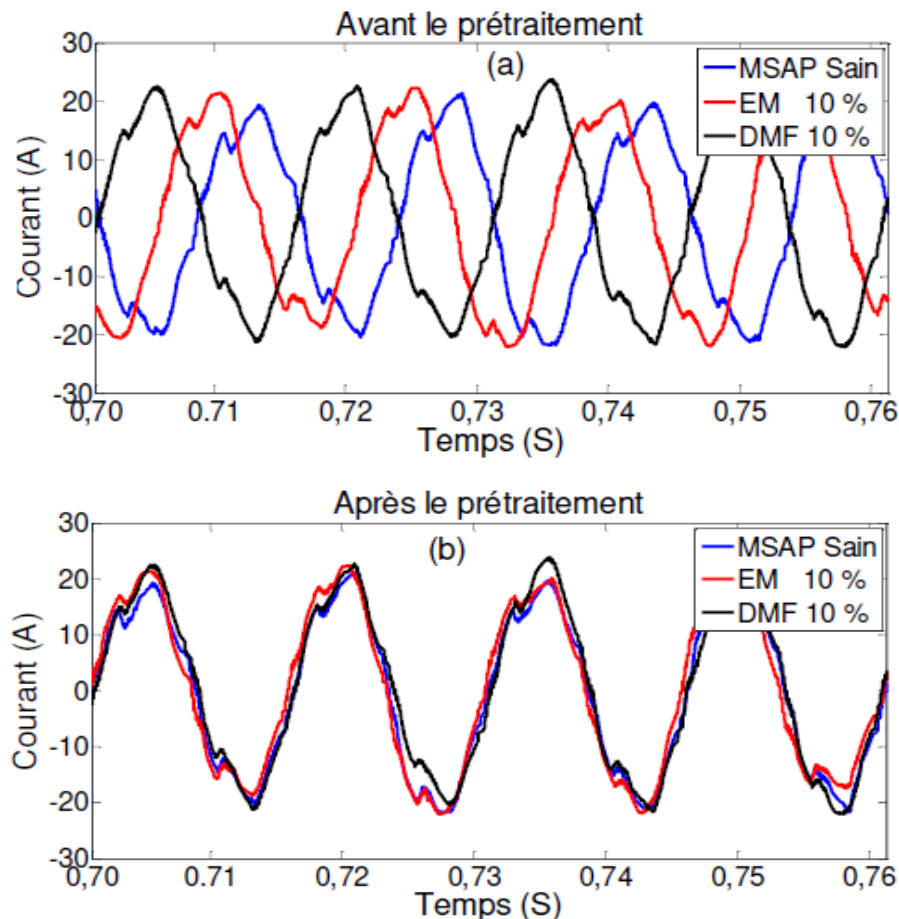 Avant le prétraitement
(a)
MSAP Sain
EM 10 %
DMF 10 %
Courant (A)
30
20
10
0
-10
-20
-30
0,70
0.71
0,72
0,73
0,74
0,75
0,76
Temps (S)
Après le prétraitement
(b)
MSAP Sain
EM 10 %
DMF 10 %
Courant (A)
30
20
10
0
-10
-20
-30
0,70
0.71
0,72
0.73
0,74
0,75
0,76
Temps (S)